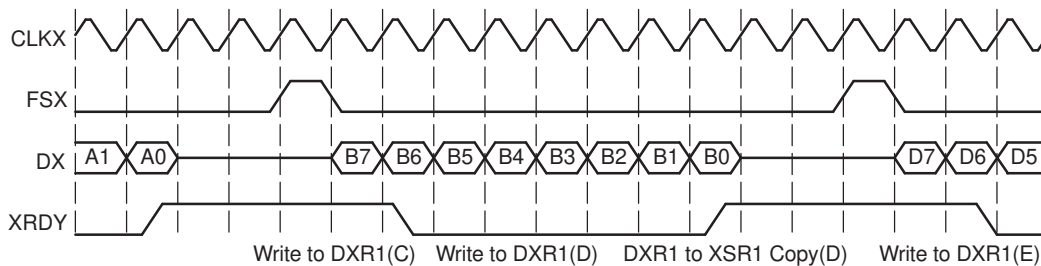 CLKX
FSX
DX A1 A0 B7 B6 B5 B4 B3 B2 B1 B0 D7 D6 D5
XRDY
Write to DXR1(C) Write to DXR1(D) DXR1 to XSR1 Copy(D) Write to DXR1(E)